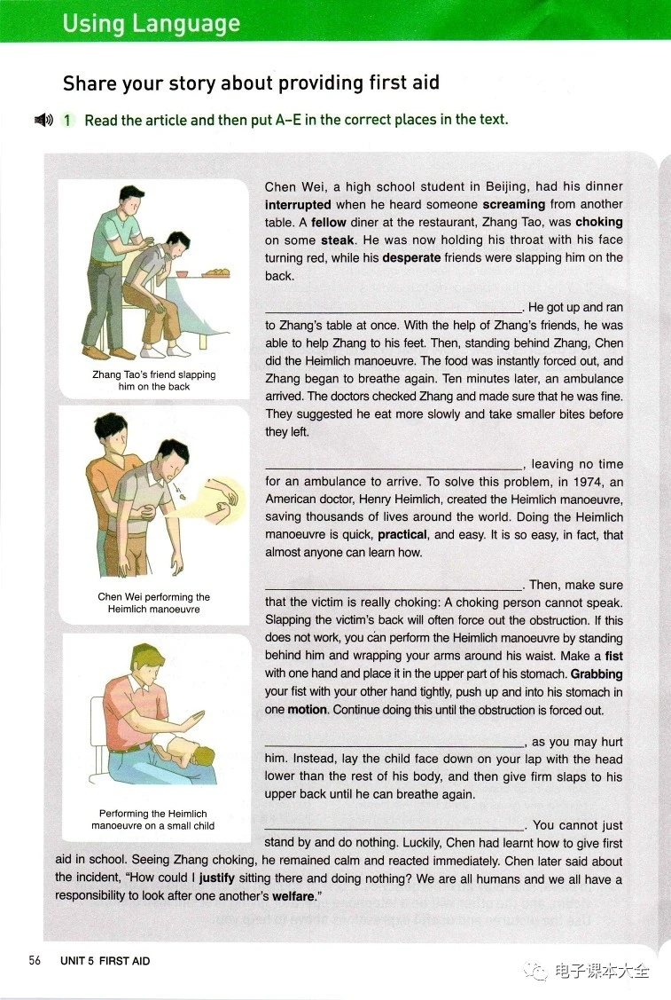 Using Language
Share your story about providing first aid
1 Read the article and then put A–E in the correct places in the text.
Zhang Tao's friend slapping
him on the back
Chen Wei performing the
Heimlich manoeuvre
Performing the Heimlich
manoeuvre on a small child
Chen Wei, a high school student in Beijing, had his dinner
interrupted when he heard someone screaming from another
table. A fellow diner at the restaurant, Zhang Tao, was choking
on some steak. He was now holding his throat with his face
turning red, while his desperate friends were slapping him on the
back.
. He got up and ran
to Zhang's table at once. With the help of Zhang's friends, he was
able to help Zhang to his feet. Then, standing behind Zhang, Chen
did the Heimlich manoeuvre. The food was instantly forced out, and
Zhang began to breathe again. Ten minutes later, an ambulance
arrived. The doctors checked Zhang and made sure that he was fine.
They suggested he eat more slowly and take smaller bites before
they left.
, leaving no time
for an ambulance to arrive. To solve this problem, in 1974, an
American doctor, Henry Heimlich, created the Heimlich manoeuvre,
saving thousands of lives around the world. Doing the Heimlich
manoeuvre is quick, practical, and easy. It is so easy, in fact, that
almost anyone can learn how.
. Then, make sure
that the victim is really choking: A choking person cannot speak.
Slapping the victim's back will often force out the obstruction. If this
does not work, you can perform the Heimlich manoeuvre by standing
behind him and wrapping your arms around his waist. Make a fist
with one hand and place it in the upper part of his stomach. Grabbing
your fist with your other hand tightly, push up and into his stomach in
one motion. Continue doing this until the obstruction is forced out.
, as you may hurt
him. Instead, lay the child face down on your lap with the head
lower than the rest of his body, and then give firm slaps to his
upper back until he can breathe again.
. You cannot just
stand by and do nothing. Luckily, Chen had learnt how to give first
aid in school. Seeing Zhang choking, he remained calm and reacted immediately. Chen later said about
the incident, “How could I justify sitting there and doing nothing? We are all humans and we all have a
responsibility to look after one another's welfare.”
56 UNIT 5 FIRST AID
电子课本大全